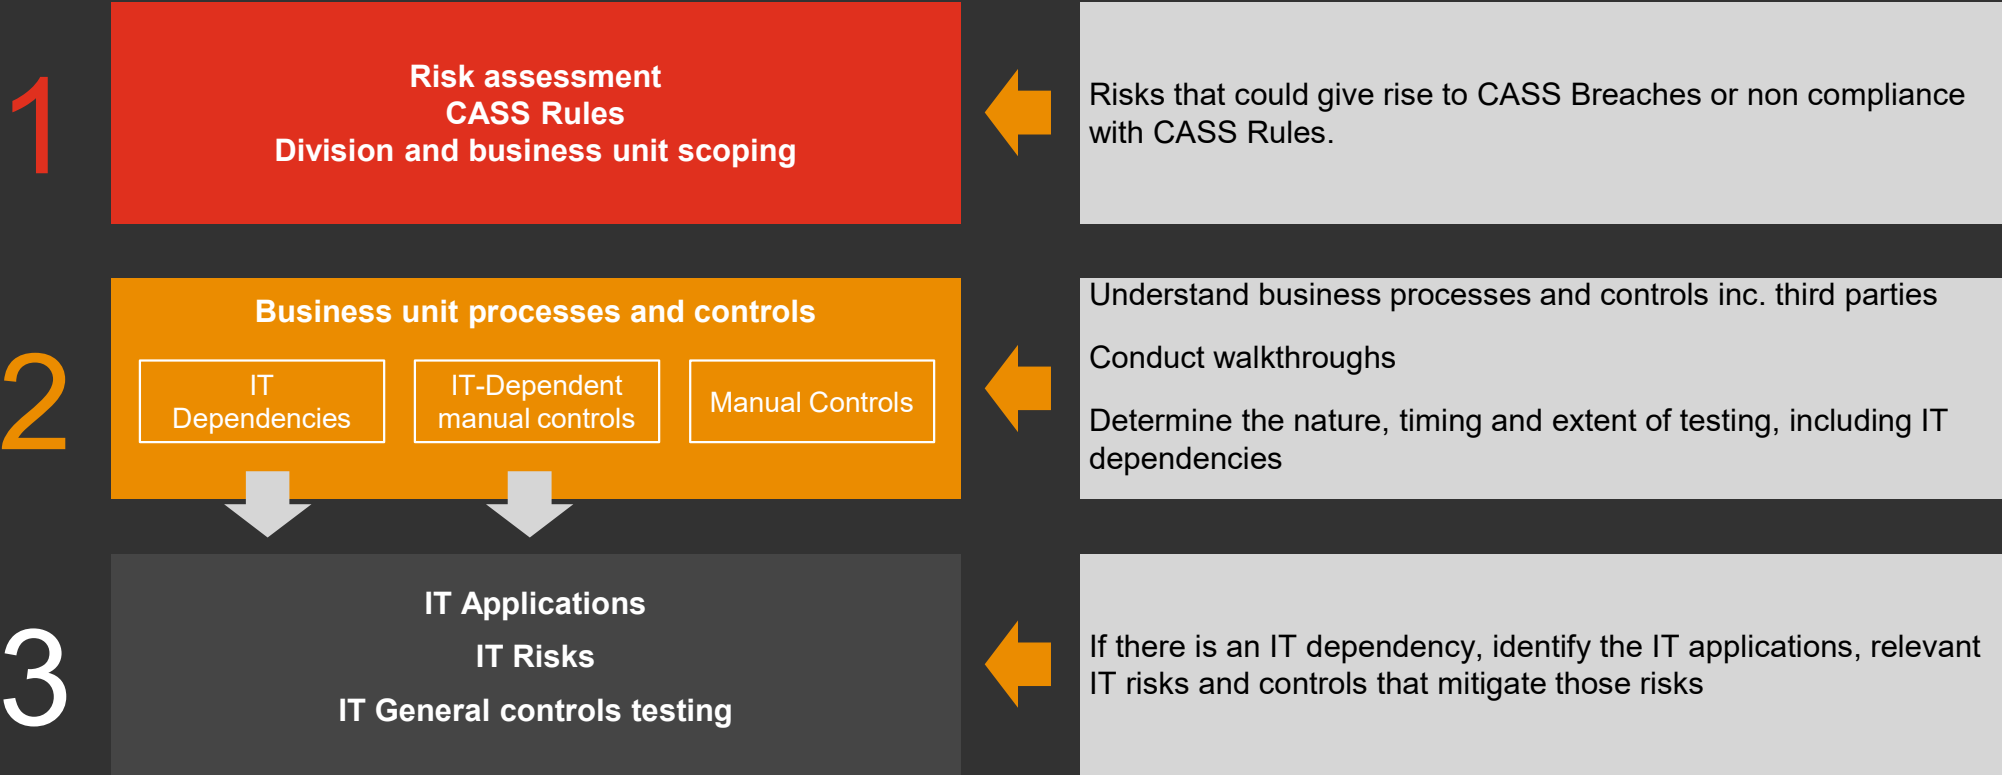 1
Risk assessment
CASS Rules
Division and business unit scoping
Risks that could give rise to CASS Breaches or non compliance
with CASS Rules.
2
Business unit processes and controls
IT
Dependencies
IT-Dependent
manual controls
Manual Controls
Understand business processes and controls inc. third parties
Conduct walkthroughs
Determine the nature, timing and extent of testing, including IT
dependencies
3
IT Applications
IT Risks
IT General controls testing
If there is an IT dependency, identify the IT applications, relevant
IT risks and controls that mitigate those risks